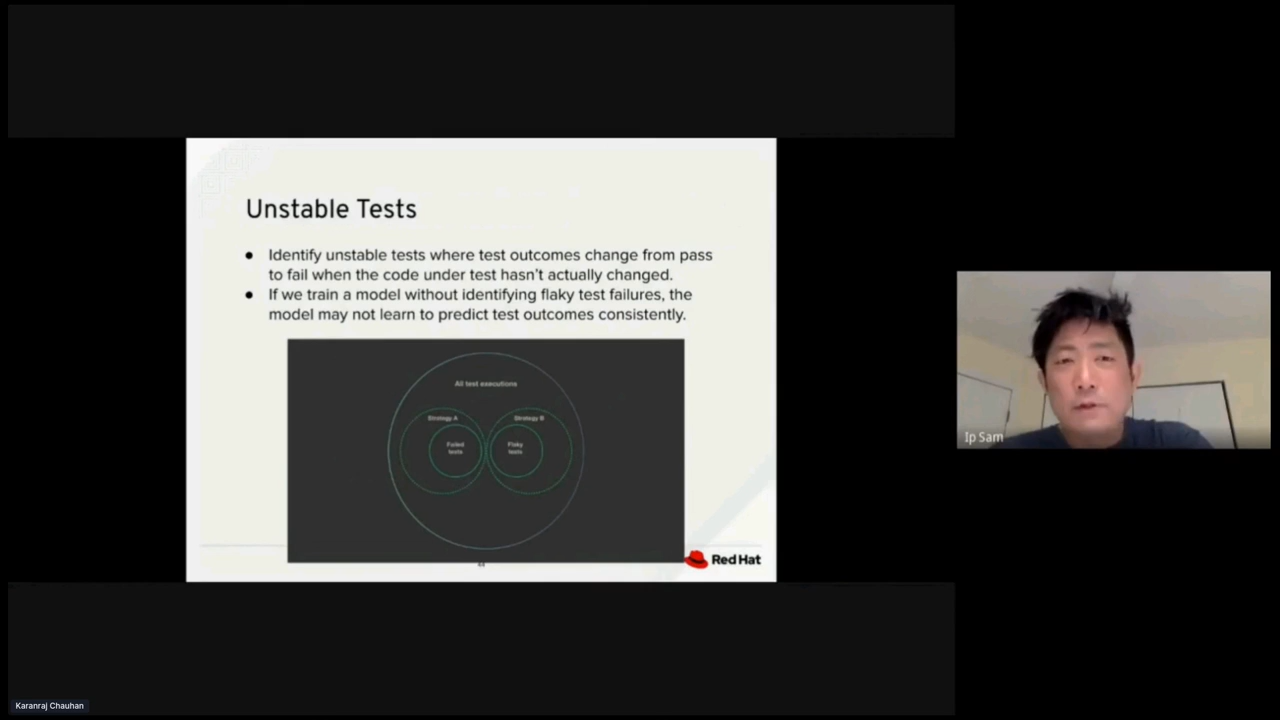 Unstable Tests
● Identify unstable tests where test outcomes change from pass
to fail when the code under test hasn't actually changed.
● If we train a model without identifying flaky test failures, the
model may not learn to predict test outcomes consistently.
All test executions
Strategy A
Strategy B
Failed
tests
Flaky
tests
Red Hat
Ip Sam
Karanraj Chauhan